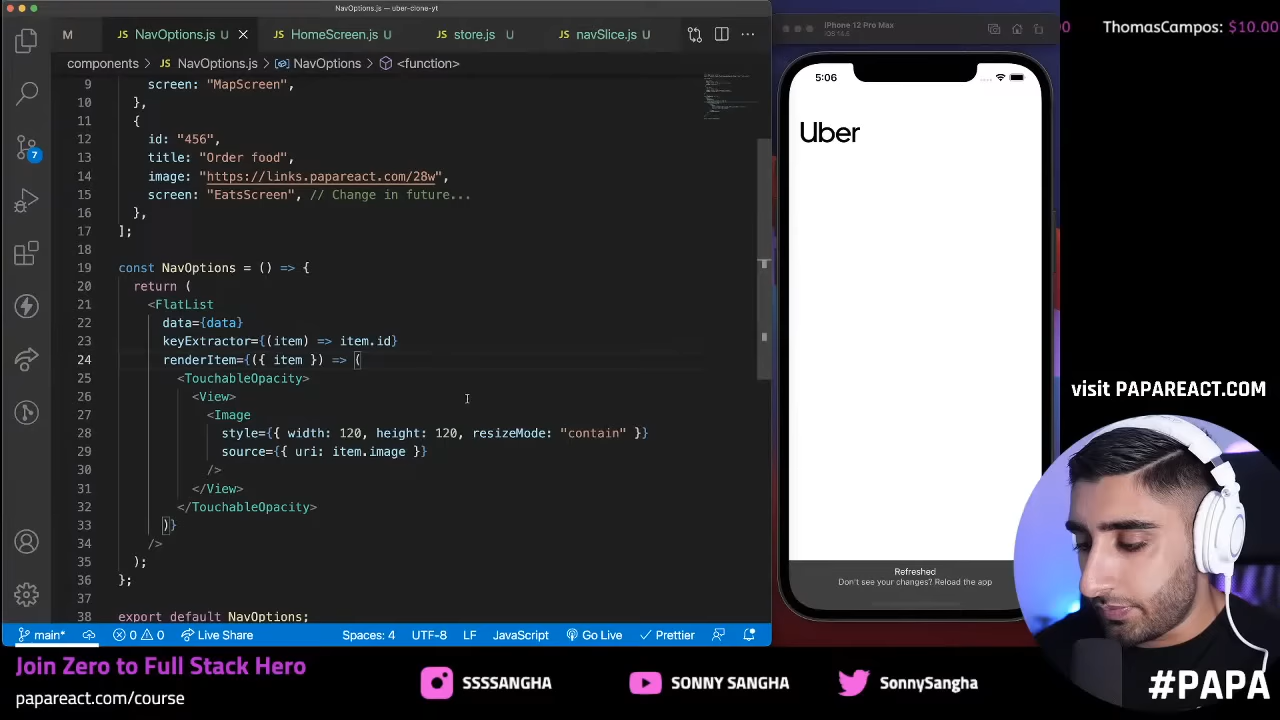 NavOptions.js — uber-clone-yt
M
NavOptions.js U
HomeScreen.js U
store.js U
navSlice.js U
components > NavOptions.js > NavOptions > <function>
9 screen: "MapScreen",
10 },
11 {
12 id: "456",
13 title: "Order food",
14 image: "https://links.papareact.com/28w",
15 screen: "EatsScreen", // Change in future...
16 },
17 ];
18
19 const NavOptions = () => {
20 return (
21 <FlatList
22 data={data}
23 keyExtractor={(item) => item.id}
24 renderItem={({ item }) => (
25 <TouchableOpacity>
26 <View>
27 <Image
28 style={{ width: 120, height: 120, resizeMode: "contain" }}
29 source={{ uri: item.image }}
30 />
31 </View>
32 </TouchableOpacity>
33 )}
34 />
35 );
36 };
37
38 export default NavOptions;
7
main* 0 0 Live Share Spaces: 4 UTF-8 LF JavaScript Go Live Prettier
iPhone 12 Pro Max
5:06
Uber
Refreshed
Don't see your changes? Reload the app
ThomasCampos: $10.00
visit PAPAREACT.COM
Join Zero to Full Stack Hero
papareact.com/course
SSSSANGHA
SONNY SANGHA
SonnySangha
#PAPA